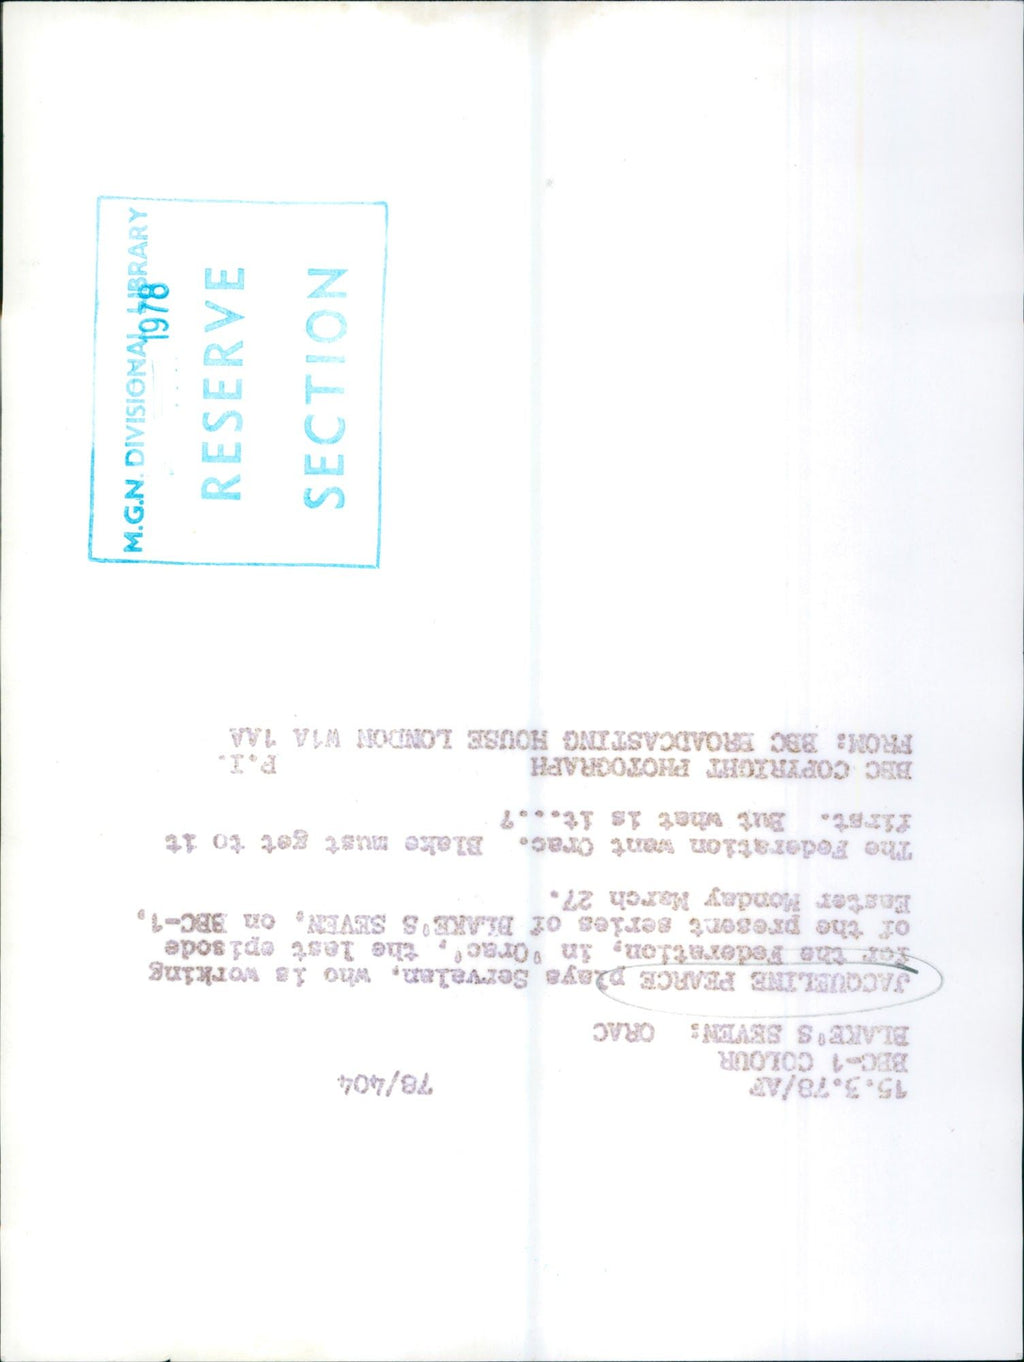 M.G.N. DIVISIONAL LIBRARY
1978
RESERVE
SECTION
15.3.78/AF 78/404
BBC-1 COLOUR
BLAKE'S SEVEN: ORAC
JACQUELINE PEARCE plays Servalan, who is working
for the Federation, in 'Orac', the last episode
of the present series of BLAKE'S SEVEN, on BBC-1,
Easter Monday March 27.
The Federation want Orac. Blake must get to it
first. But what is it...?
BBC COPYRIGHT PHOTOGRAPH P.I.
FROM: BBC BROADCASTING HOUSE LONDON W1A 1AA